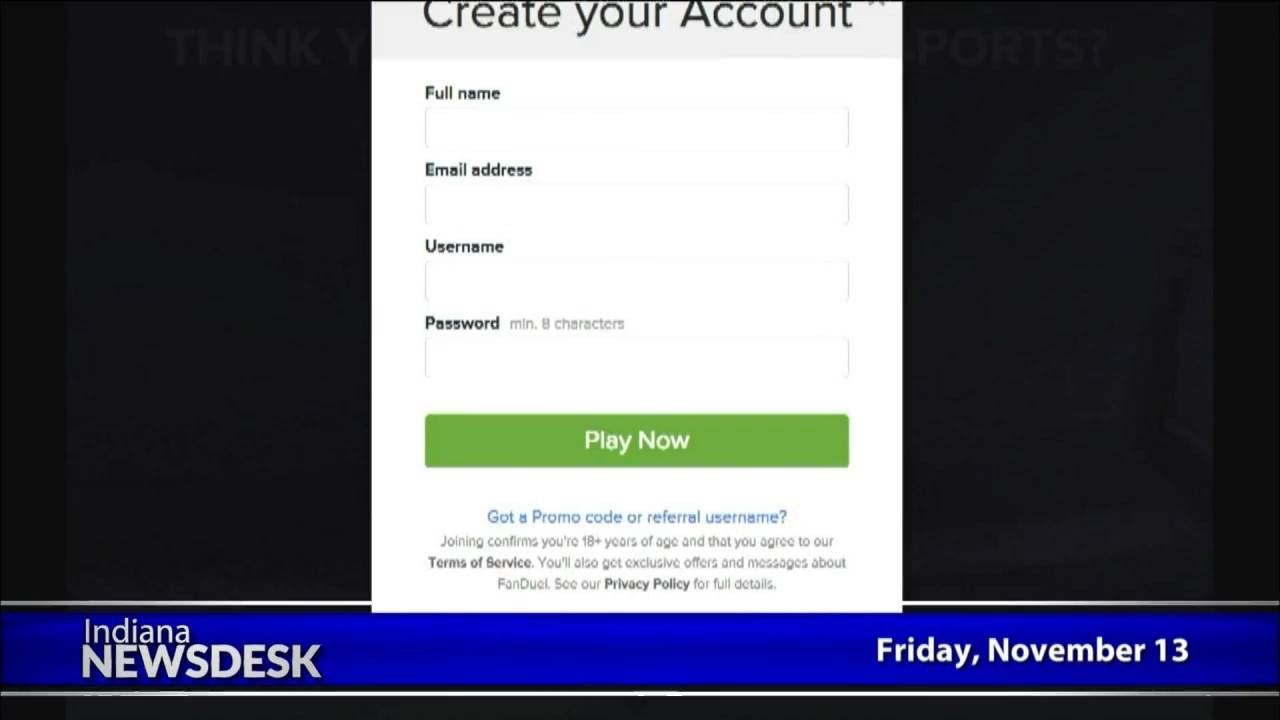 Create your Account
THINK Y
PORTS?
Full name
Email address
Username
Password min. 8 characters
Play Now
Got a Promo code or referral username?
Joining confirms you're 18+ years of age and that you agree to our
Terms of Service. You'll also get exclusive offers and messages about
FanDuel. See our Privacy Policy for full details.
Indiana
NEWSDESK
Friday, November 13